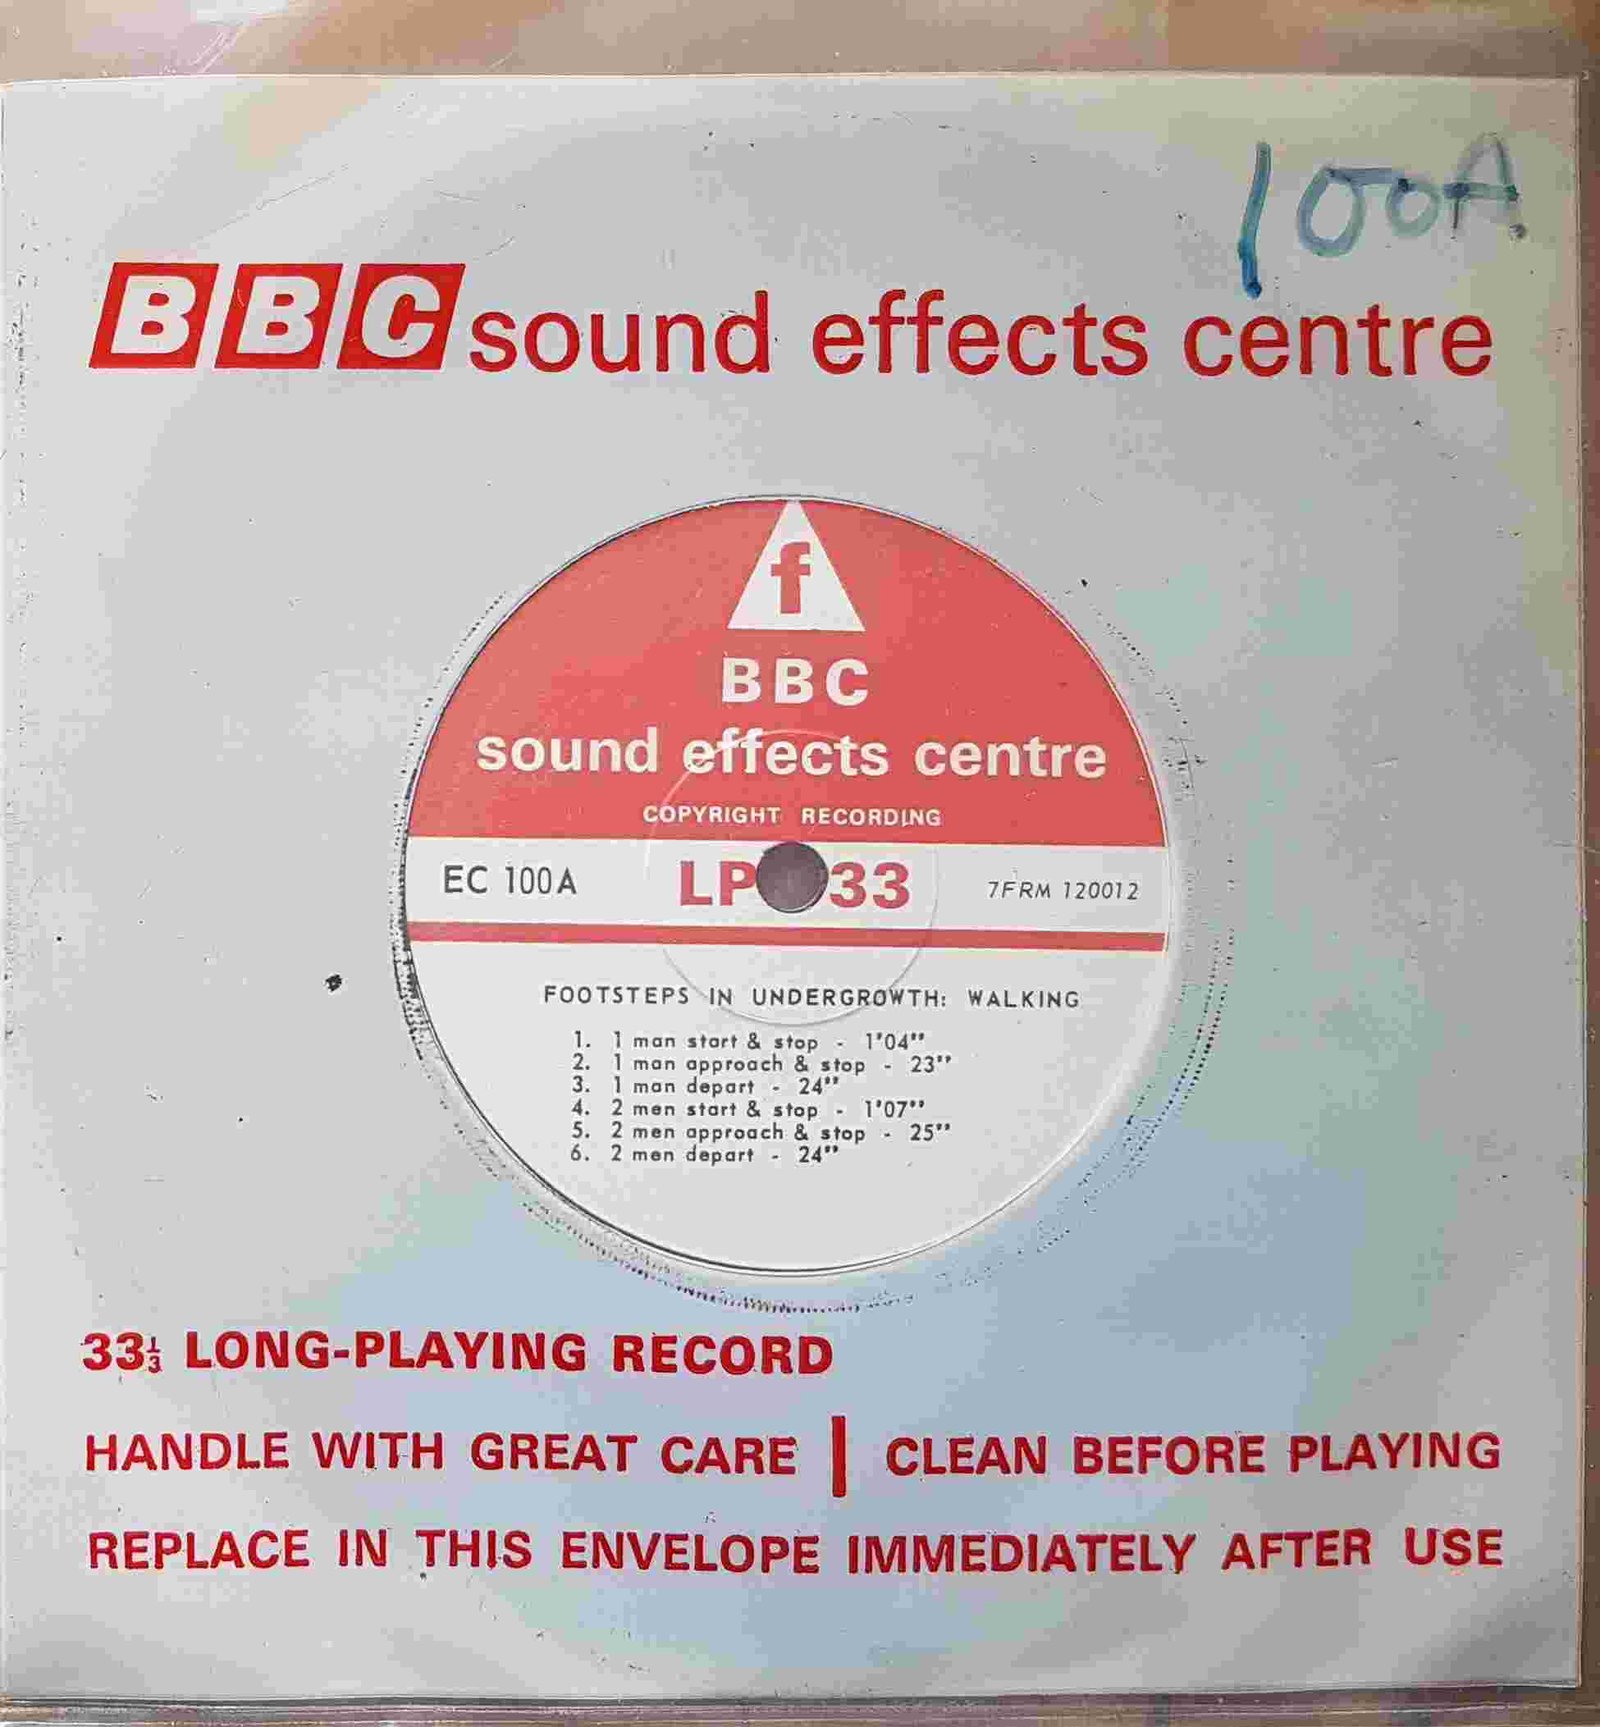 100A
BBC sound effects centre
f
BBC
sound effects centre
COPYRIGHT RECORDING
EC 100A LP 33 7FRM 120012
FOOTSTEPS IN UNDERGROWTH: WALKING
1. 1 man start & stop - 1'04"
2. 1 man approach & stop - 23"
3. 1 man depart - 24"
4. 2 men start & stop - 1'07"
5. 2 men approach & stop - 25"
6. 2 men depart - 24"
33⅓ LONG-PLAYING RECORD
HANDLE WITH GREAT CARE | CLEAN BEFORE PLAYING
REPLACE IN THIS ENVELOPE IMMEDIATELY AFTER USE